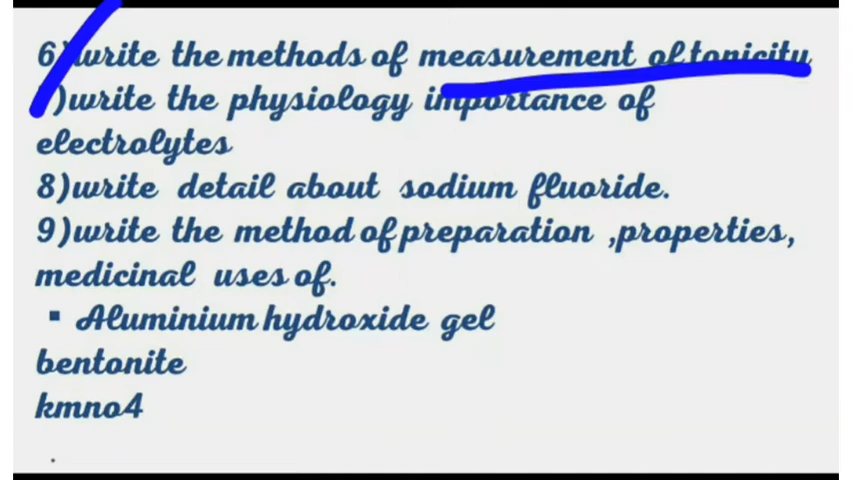 6)write the methods of measurement of tonicity
)write the physiology importance of
electrolytes
8)write detail about sodium fluoride.
9)write the method of preparation ,properties,
medicinal uses of.
▪ Aluminium hydroxide gel
bentonite
kmno4
.